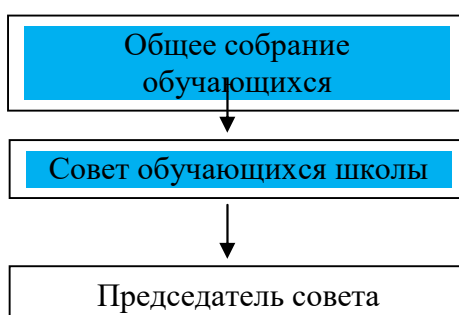 Общее собрание
обучающихся
Совет обучающихся школы
Председатель совета